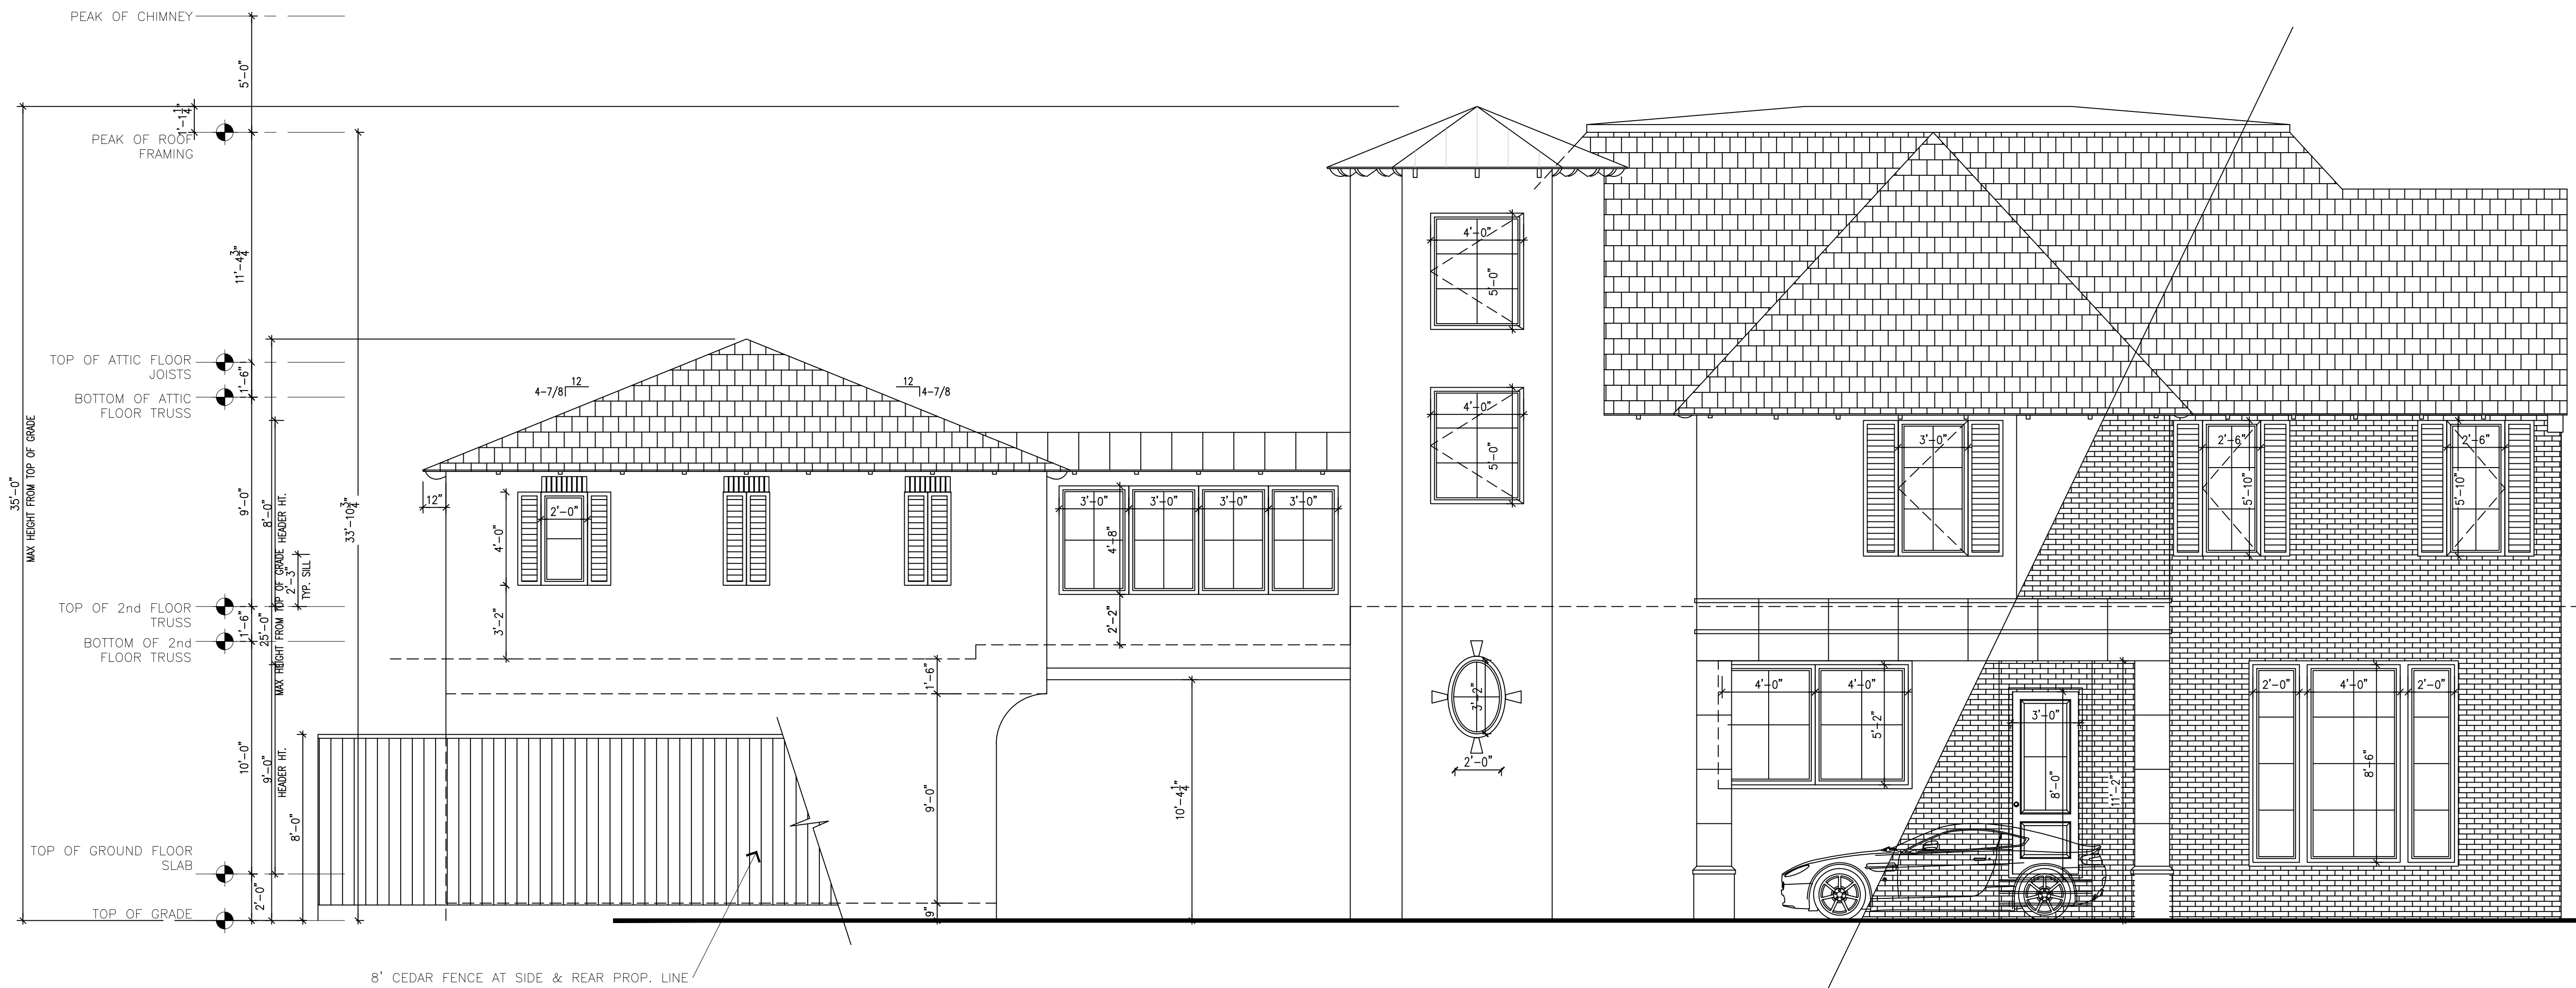 PEAK OF CHIMNEY
5'-0"
1'-1 1/4"
PEAK OF ROOF
FRAMING
11'-4 3/4"
TOP OF ATTIC FLOOR
JOISTS
1'-6"
BOTTOM OF ATTIC
FLOOR TRUSS
35'-0"
MAX HEIGHT FROM TOP OF GRADE
9'-0"
8'-0"
HEADER HT.
33'-10 3/4"
2'-3"
TYP. SILL
TOP OF 2nd FLOOR
TRUSS
1'-6"
25'-0"
MAX HEIGHT FROM TOP OF GRADE
BOTTOM OF 2nd
FLOOR TRUSS
10'-0"
9'-0"
HEADER HT.
8'-0"
TOP OF GROUND FLOOR
SLAB
2'-0"
TOP OF GRADE
12
4-7/8
12
4-7/8
12"
2'-0"
4'-0"
3'-2"
3'-0"
3'-0"
3'-0"
3'-0"
4'-8"
2'-2"
1'-6"
9'-0"
9"
10'-4 1/4"
8' CEDAR FENCE AT SIDE & REAR PROP. LINE
4'-0"
5'-0"
4'-0"
5'-0"
3'-2"
2'-0"
3'-0"
2'-6"
5'-10"
2'-6"
5'-10"
4'-0"
4'-0"
5'-2"
3'-0"
8'-0"
11'-2"
2'-0"
4'-0"
2'-0"
8'-6"